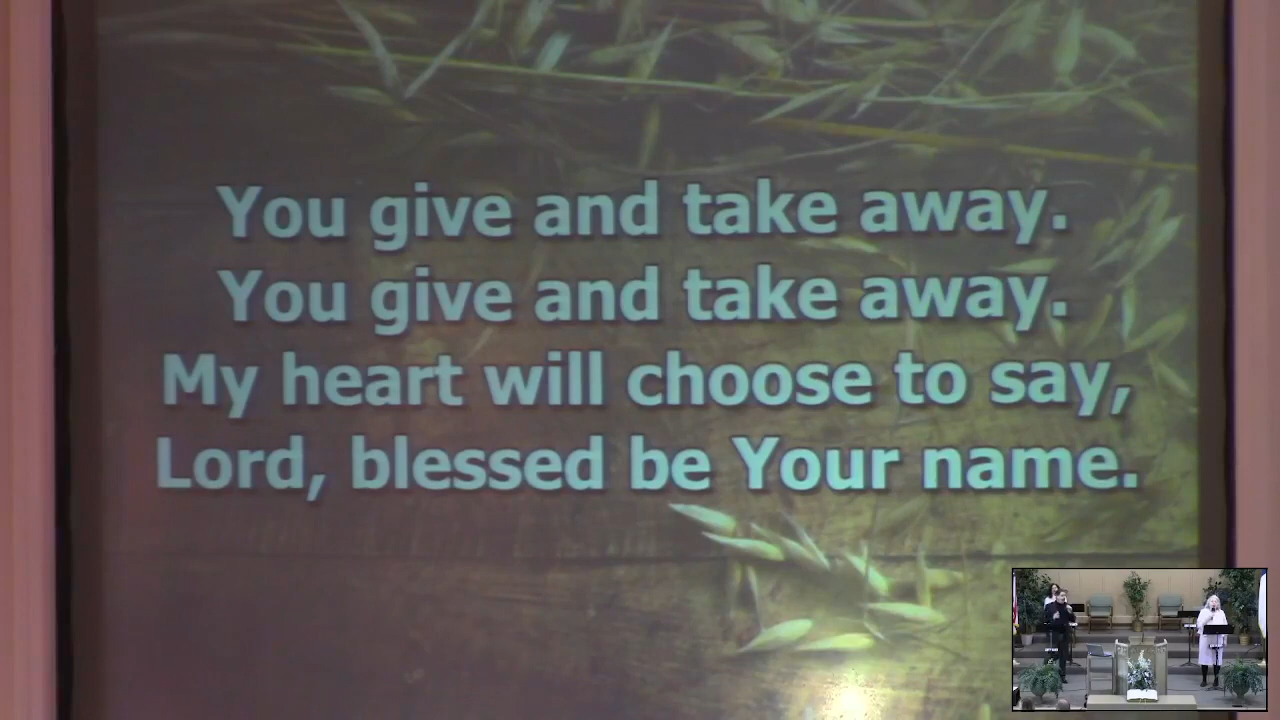 You give and take away.
You give and take away.
My heart will choose to say,
Lord, blessed be Your name.